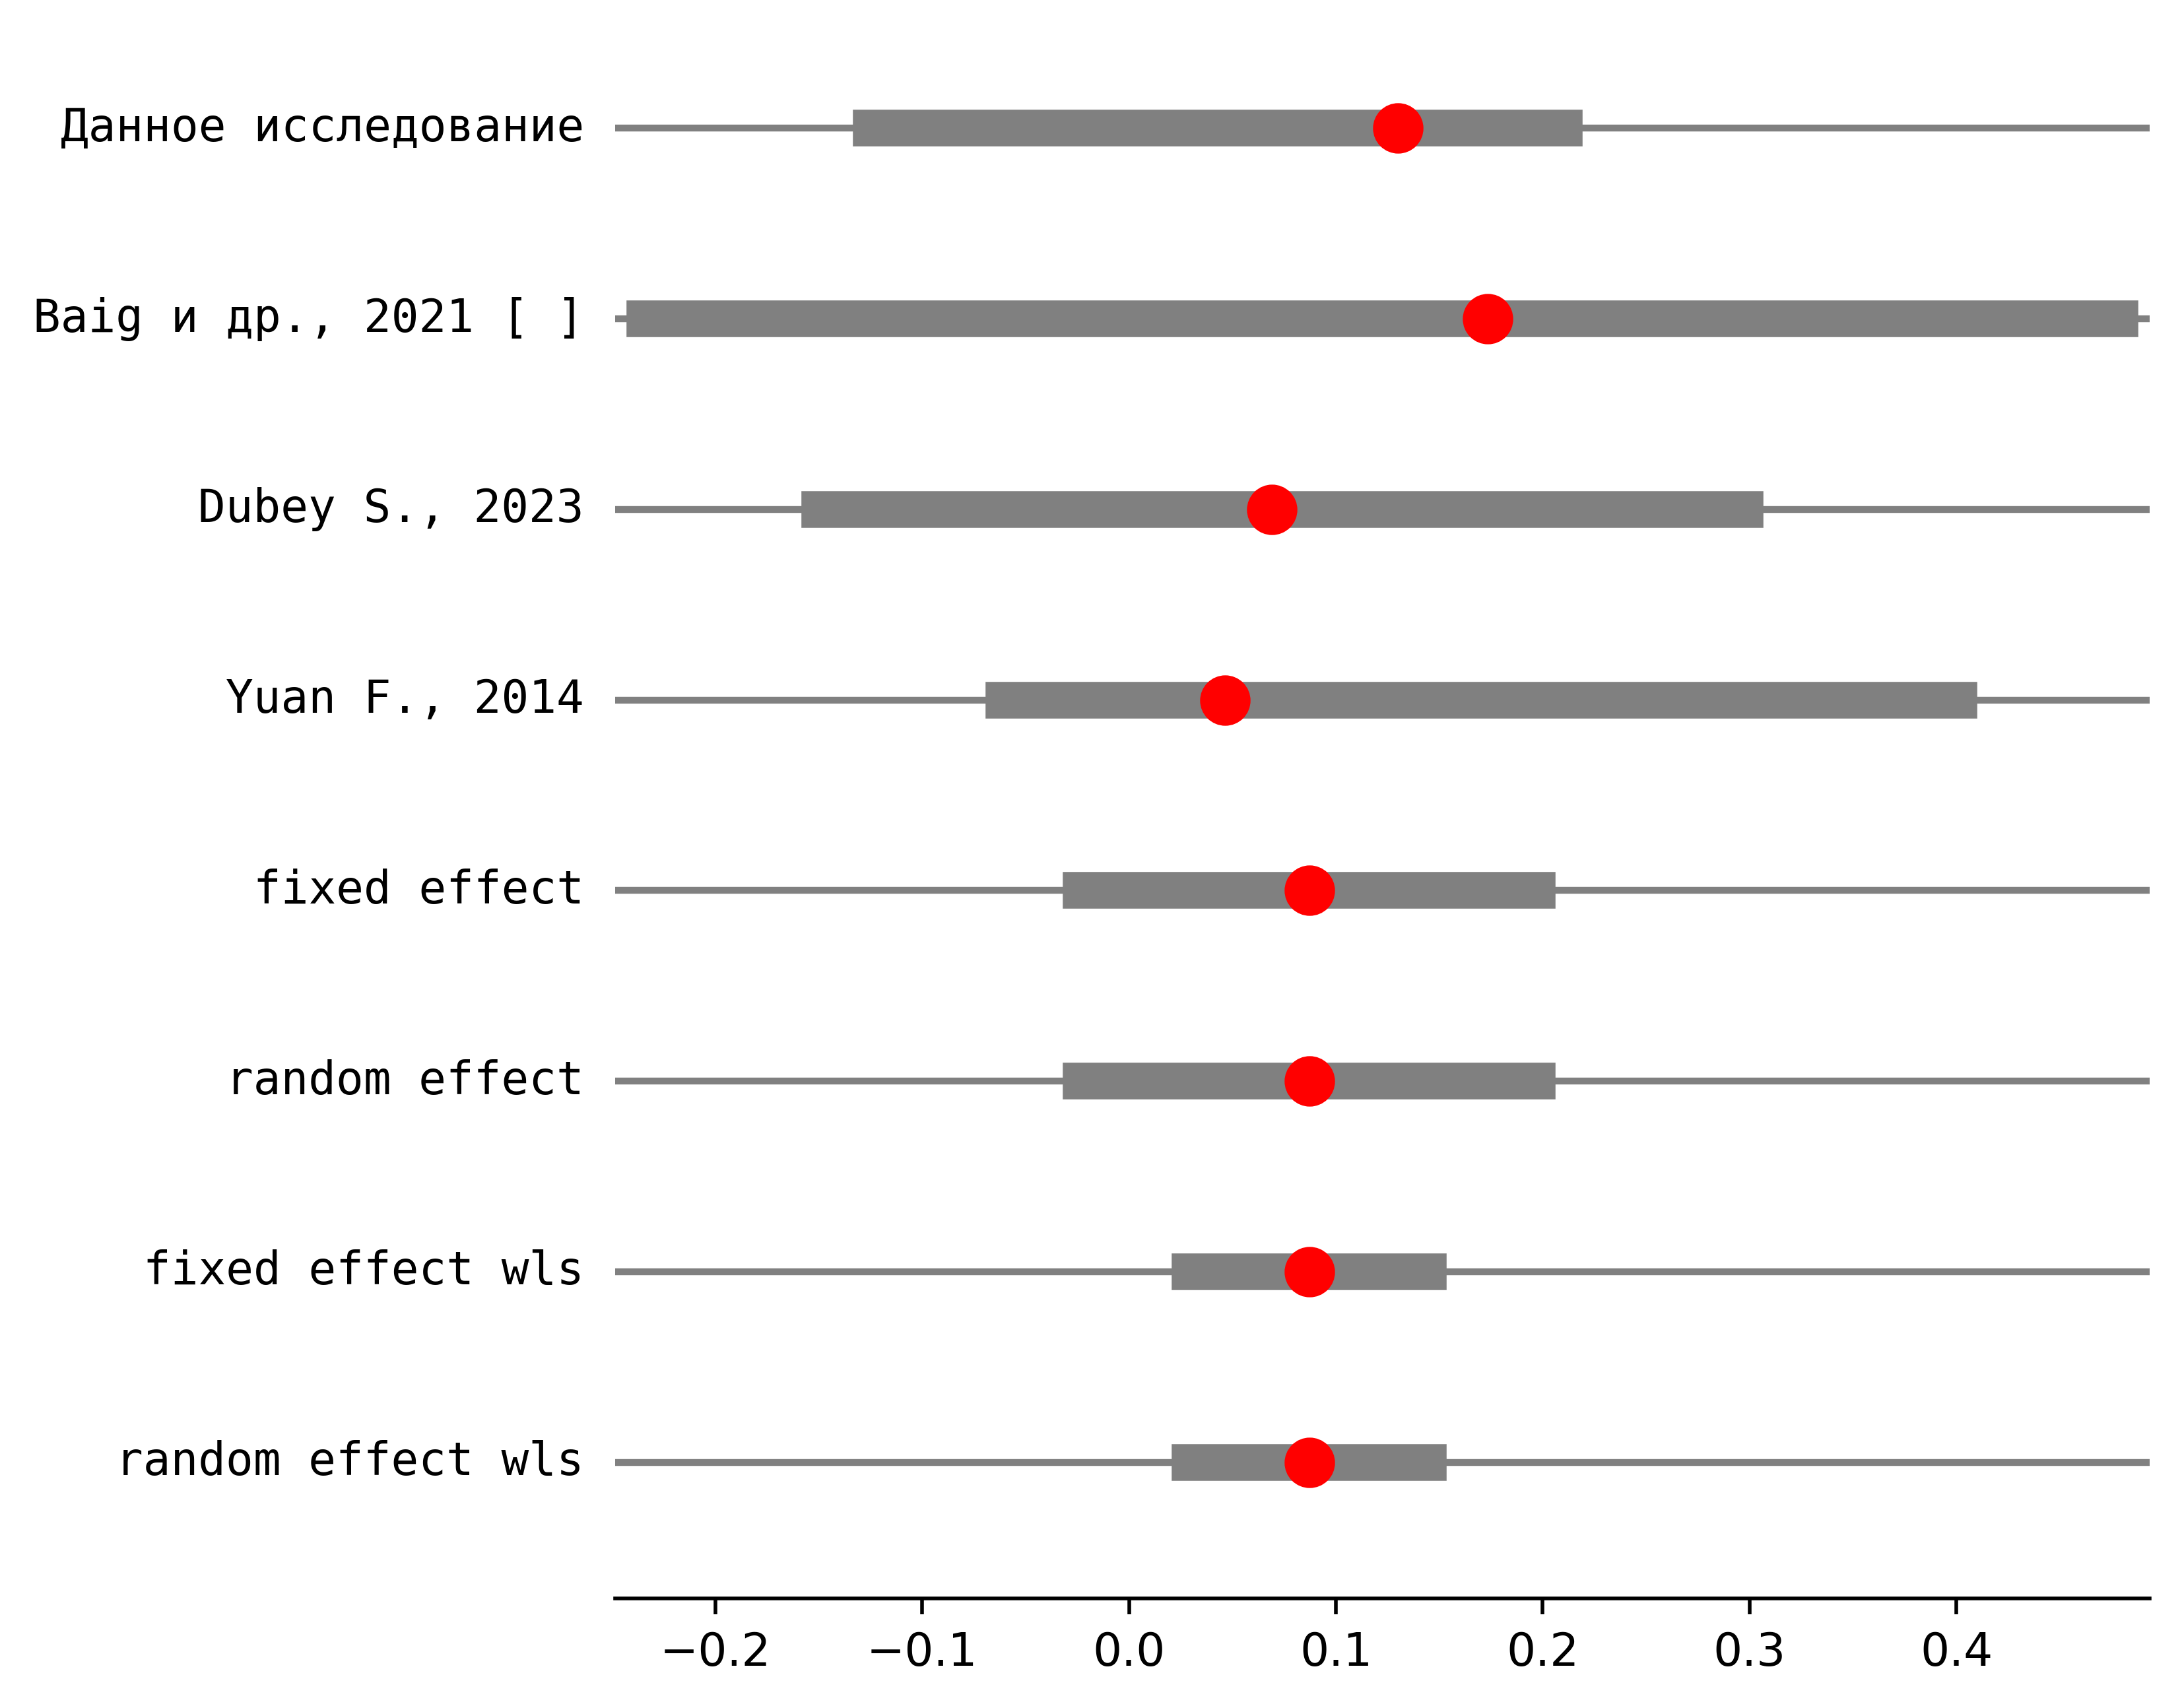 Данное исследование
Baig и др., 2021 [ ]
Dubey S., 2023
Yuan F., 2014
fixed effect
random effect
fixed effect wls
random effect wls
−0.2 −0.1 0.0 0.1 0.2 0.3 0.4